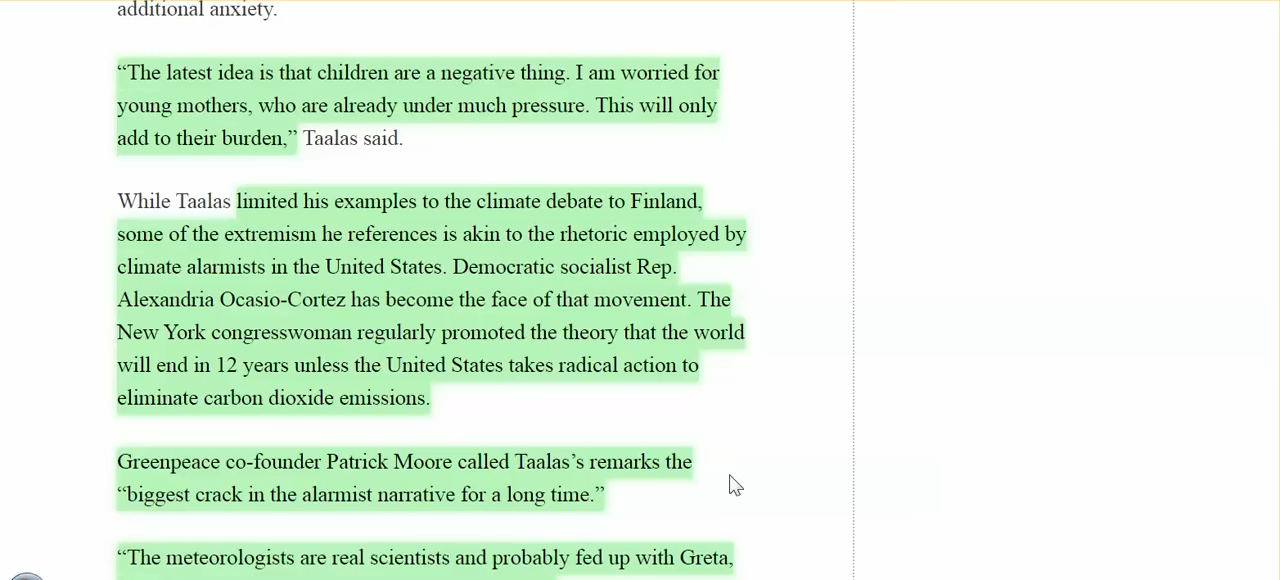 additional anxiety.
“The latest idea is that children are a negative thing. I am worried for
young mothers, who are already under much pressure. This will only
add to their burden,” Taalas said.
While Taalas limited his examples to the climate debate to Finland,
some of the extremism he references is akin to the rhetoric employed by
climate alarmists in the United States. Democratic socialist Rep.
Alexandria Ocasio-Cortez has become the face of that movement. The
New York congresswoman regularly promoted the theory that the world
will end in 12 years unless the United States takes radical action to
eliminate carbon dioxide emissions.
Greenpeace co-founder Patrick Moore called Taalas’s remarks the
“biggest crack in the alarmist narrative for a long time.”
“The meteorologists are real scientists and probably fed up with Greta,